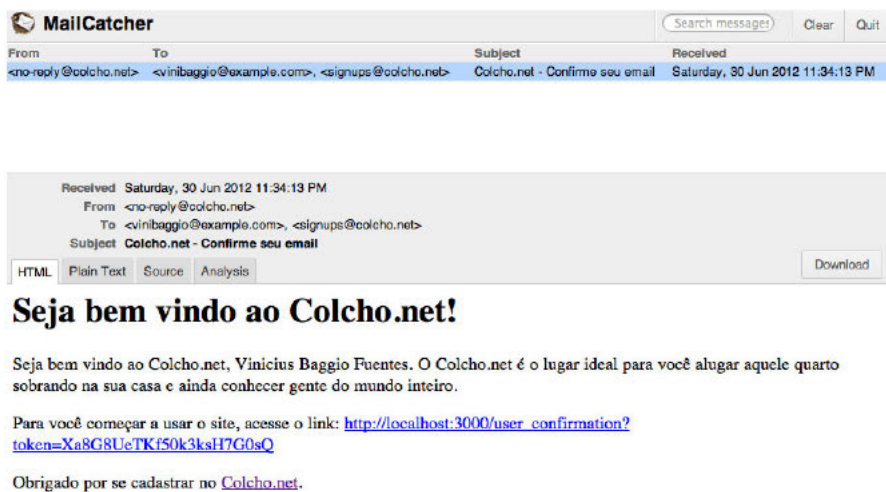 MailCatcher
Search messages
Clear
Quit
From To Subject Received
<no-reply@colcho.net> <vinibaggio@example.com>, <signups@colcho.net> Colcho.net - Confirme seu email Saturday, 30 Jun 2012 11:34:13 PM
Received Saturday, 30 Jun 2012 11:34:13 PM
From <no-reply@colcho.net>
To <vinibaggio@example.com>, <signups@colcho.net>
Subject Colcho.net - Confirme seu email
HTML Plain Text Source Analysis Download
Seja bem vindo ao Colcho.net!
Seja bem vindo ao Colcho.net, Vinicius Baggio Fuentes. O Colcho.net é o lugar ideal para você alugar aquele quarto
sobrando na sua casa e ainda conhecer gente do mundo inteiro.
Para você começar a usar o site, acesse o link: http://localhost:3000/user_confirmation?
token=Xa8G8UeTKf50k3ksH7G0sQ
Obrigado por se cadastrar no Colcho.net.